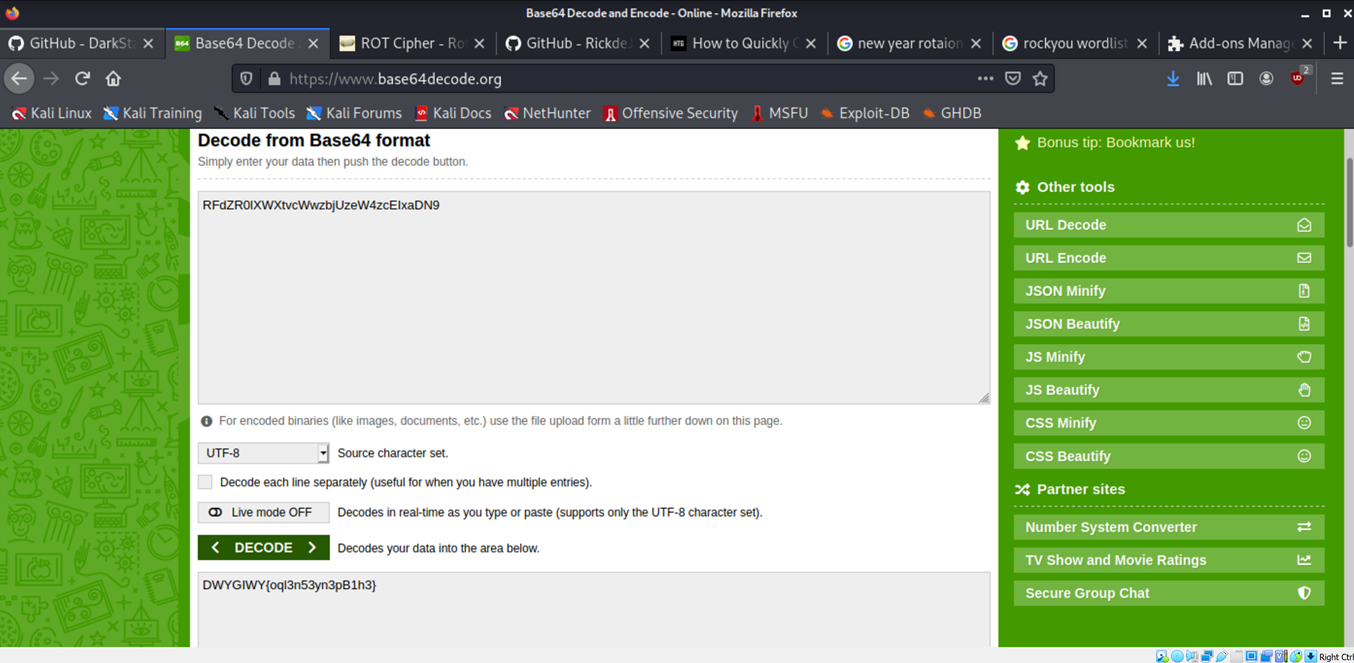 Base64 Decode and Encode - Online - Mozilla Firefox
GitHub - DarkSta
Base64 Decode a
ROT Cipher - Rot
GitHub - RickdeJ
How to Quickly C
new year rotaion
rockyou wordlist
Add-ons Manage
https://www.base64decode.org
2
Kali Linux Kali Training Kali Tools Kali Forums Kali Docs NetHunter Offensive Security MSFU Exploit-DB GHDB
Decode from Base64 format
Simply enter your data then push the decode button.
RFdZR0lXWXtvcWwzbjUzeW4zcEIxaDN9
For encoded binaries (like images, documents, etc.) use the file upload form a little further down on this page.
UTF-8 Source character set.
Decode each line separately (useful for when you have multiple entries).
Live mode OFF Decodes in real-time as you type or paste (supports only the UTF-8 character set).
DECODE Decodes your data into the area below.
DWYGIWY{oql3n53yn3pB1h3}
Bonus tip: Bookmark us!
Other tools
URL Decode
URL Encode
JSON Minify
JSON Beautify
JS Minify
JS Beautify
CSS Minify
CSS Beautify
Partner sites
Number System Converter
TV Show and Movie Ratings
Secure Group Chat
Right Ctrl